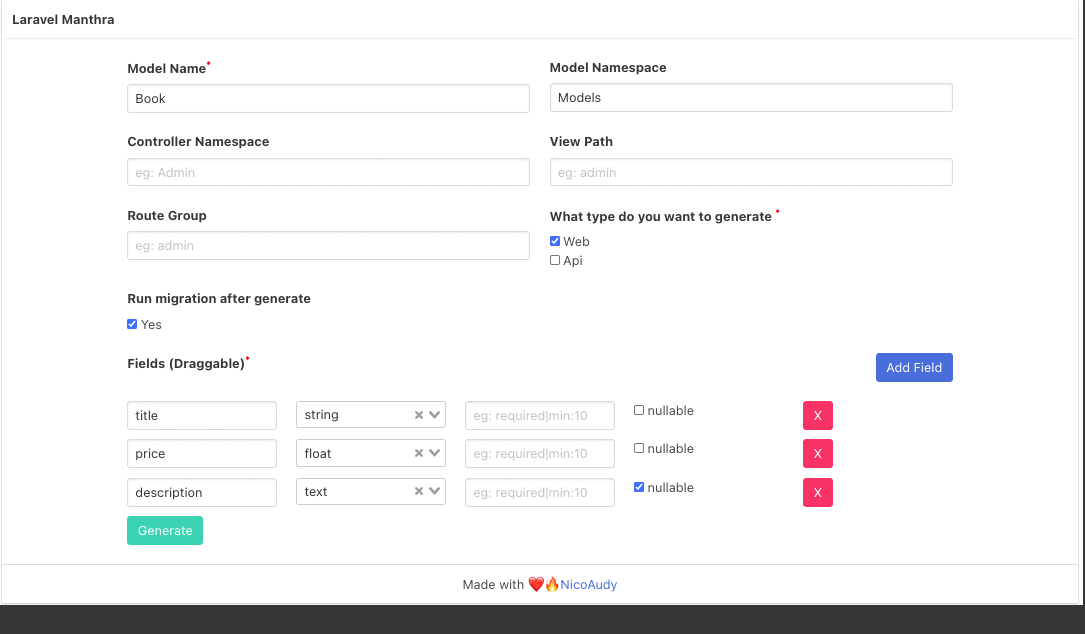 Laravel Manthra
Model Name*
Model Namespace
Book
Models
Controller Namespace
View Path
eg: Admin
eg: admin
Route Group
What type do you want to generate *
eg: admin
Web
Api
Run migration after generate
Yes
Fields (Draggable)*
Add Field
title string eg: required|min:10 nullable X
price float eg: required|min:10 nullable X
description text eg: required|min:10 nullable X
Generate
Made with ❤️🔥NicoAudy